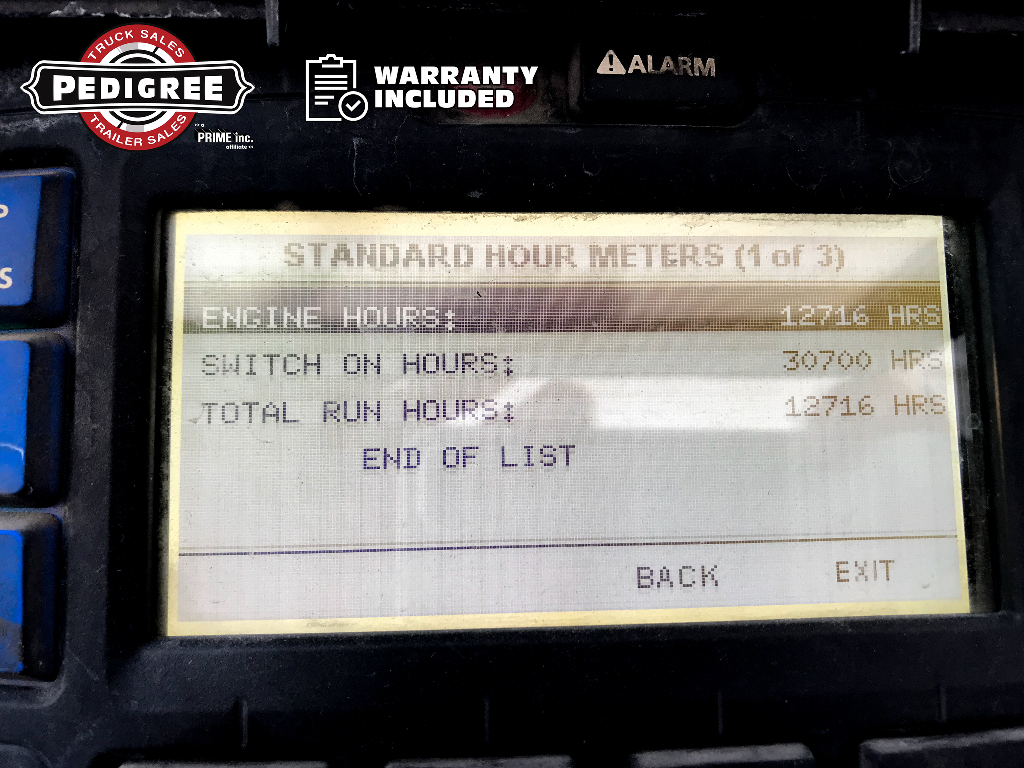 TRUCK SALES
PEDIGREE
TRAILER SALES
PRIME inc.
affiliate
WARRANTY
INCLUDED
ALARM
P
S
STANDARD HOUR METERS (1 of 3)
ENGINE HOURS: 12716 HRS
SWITCH ON HOURS: 30700 HRS
TOTAL RUN HOURS: 12716 HRS
END OF LIST
BACK EXIT